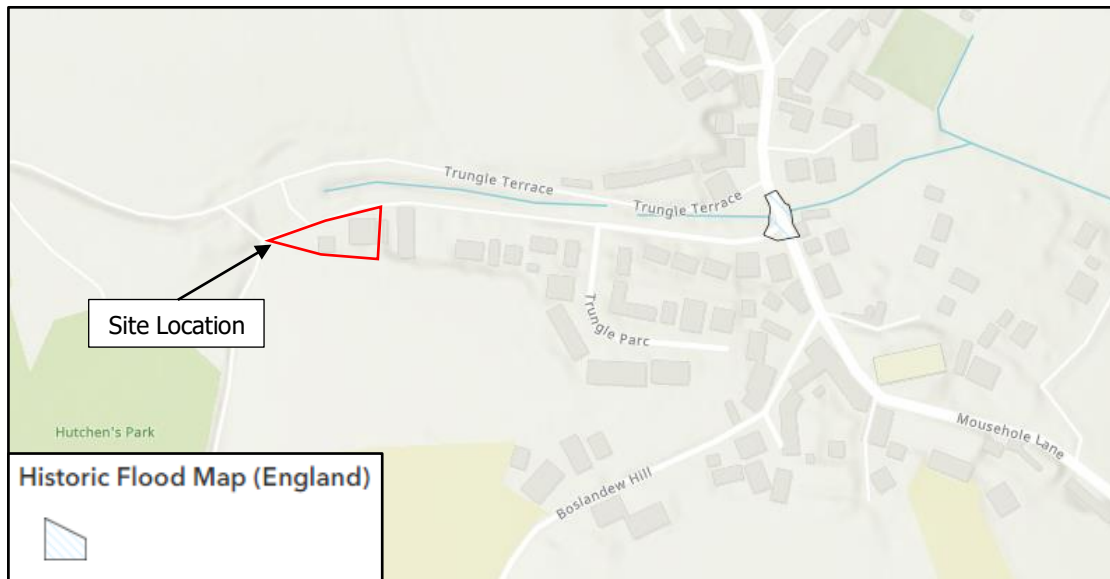 Trungle Terrace
Trungle Terrace
Site Location
Trungle Parc
Hutchen's Park
Mousehole Lane
Boslandew Hill
Historic Flood Map (England)